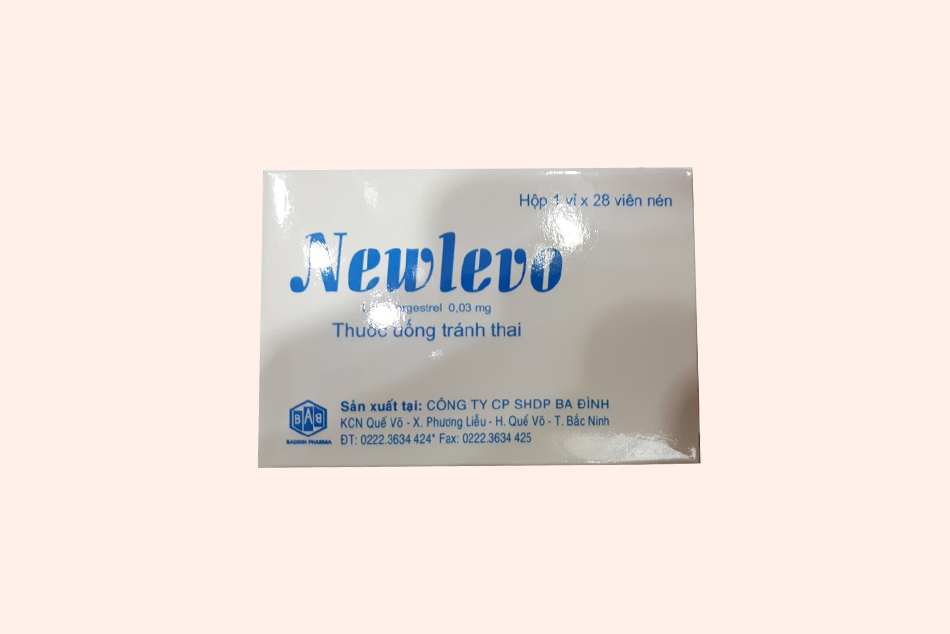 Hộp 1 vỉ x 28 viên nén
Newlevo
0,03 mg
Thuốc uống tránh thai
BAB
BADINH PHARMA
Sản xuất tại: CÔNG TY CP SHDP BA ĐÌNH
KCN Quế Võ - X. Phương Liễu - H. Quế Võ - T. Bắc Ninh
ĐT: 0222.3634 424* Fax: 0222.3634 425